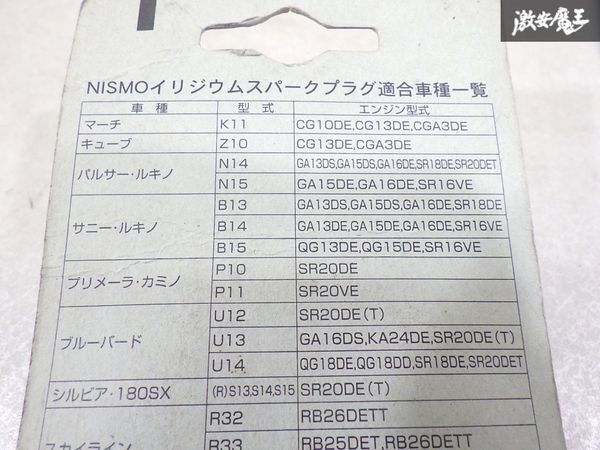 激安魔王
NISMOイリジウムスパークプラグ適合車種一覧
車種 型式 エンジン型式
マーチ K11 CG10DE,CG13DE,CGA3DE
キューブ Z10 CG13DE,CGA3DE
パルサー・ルキノ N14 GA13DS,GA15DS,GA16DE,SR18DE,SR20DET
N15 GA15DE,GA16DE,SR16VE
サニー・ルキノ B13 GA13DS,GA15DS,GA16DE,SR18DE
B14 GA13DE,GA15DE,GA16DE,SR16VE
B15 QG13DE,QG15DE,SR16VE
プリメーラ・カミノ P10 SR20DE
P11 SR20VE
ブルーバード U12 SR20DE(T)
U13 GA16DS,KA24DE,SR20DE(T)
U14 QG18DE,QG18DD,SR18DE,SR20DET
シルビア・180SX (R)S13,S14,S15 SR20DE(T)
スカイライン R32 RB26DETT
R33 RB25DET,RB26DETT